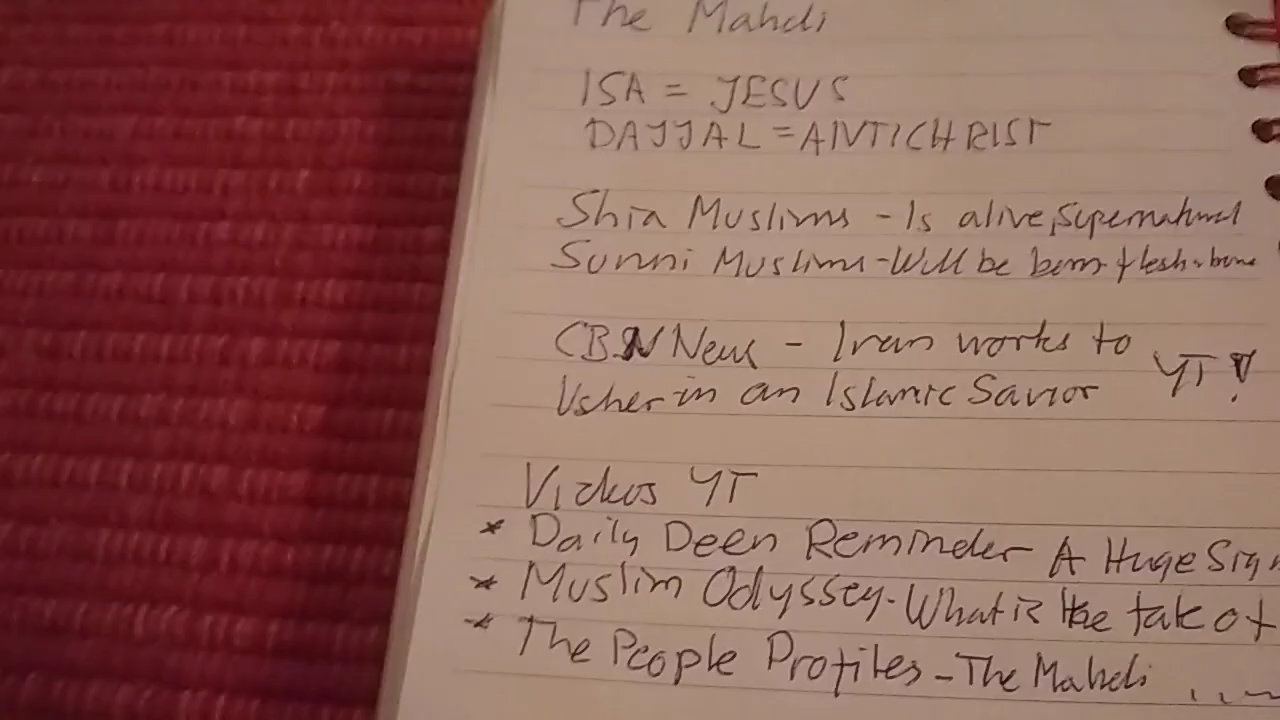 The Mahdi
ISA = JESUS
DAJJAL = ANTICHRIST
Shia Muslims - Is alive, Supernatural
Sunni Muslims - Will be born flesh + bone
CBN News - Iran works to
Usher in an Islamic Savior YT!
Videos YT
* Daily Deen Reminder A Huge Sign
* Muslim Odyssey - What is the take of
* The People Profiles - The Mahdi ....